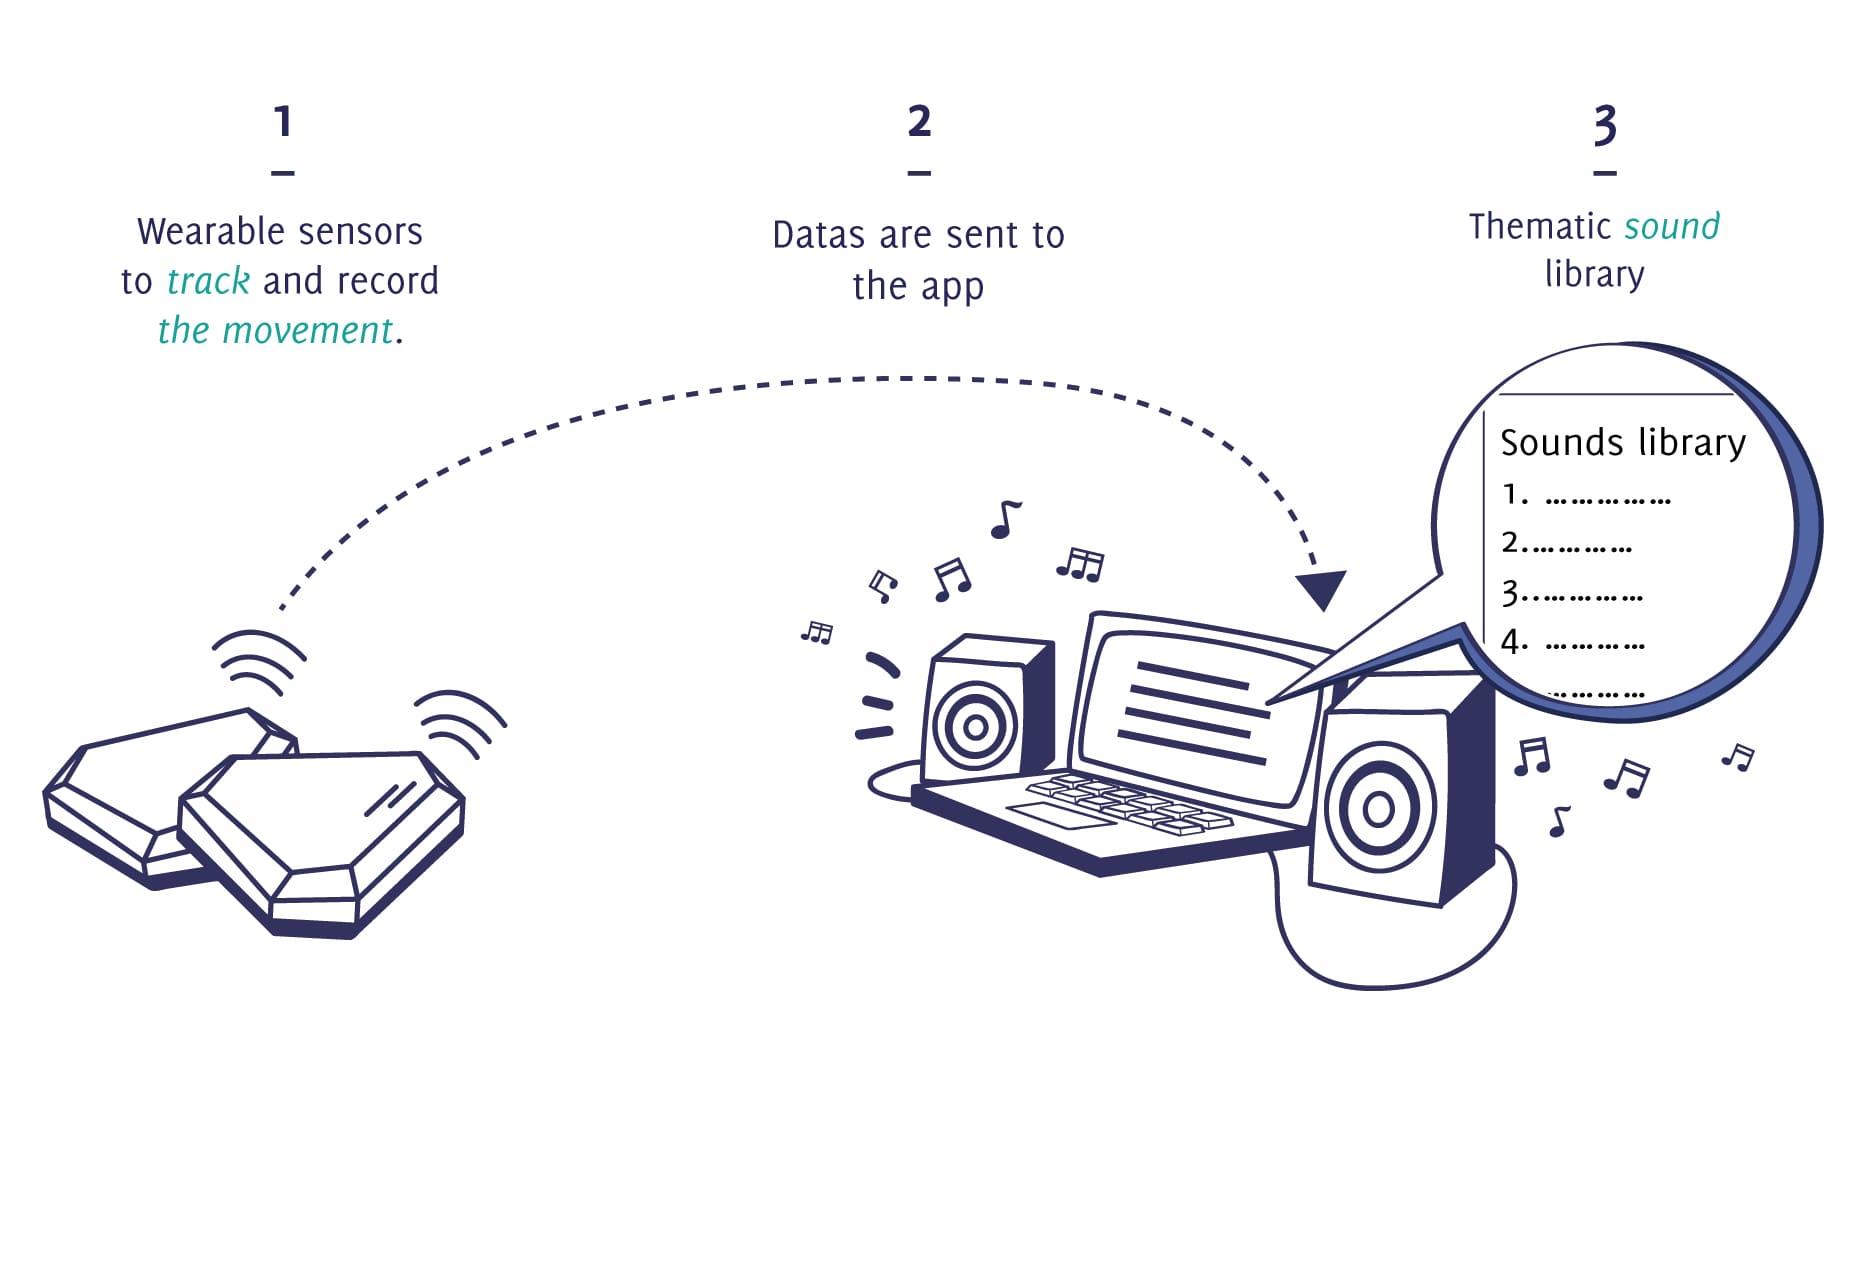 1
Wearable sensors
to track and record
the movement.
2
Datas are sent to
the app
3
Thematic sound
library
Sounds library
1. ……………
2.…………
3..…………
4. …………
…………